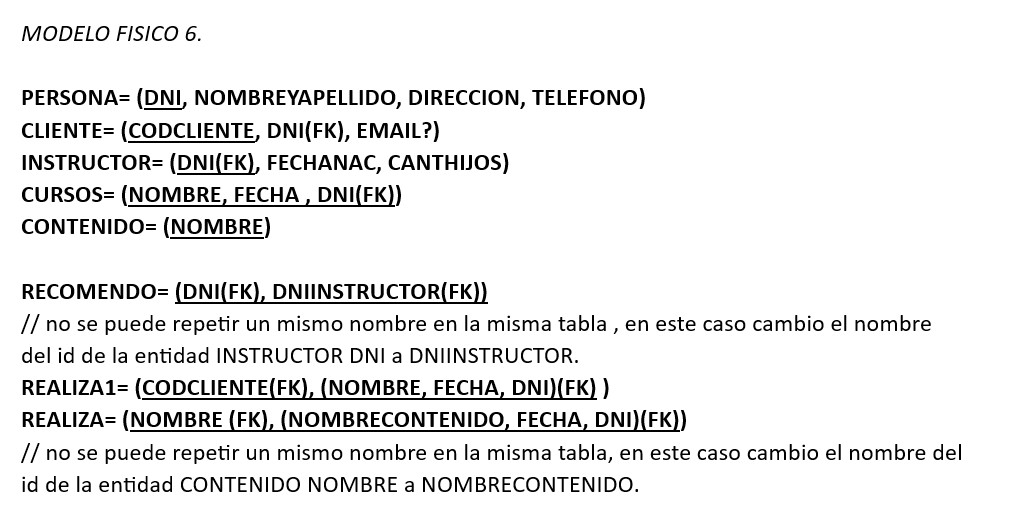 MODELO FISICO 6.
PERSONA= (DNI, NOMBREYAPELLIDO, DIRECCION, TELEFONO)
CLIENTE= (CODCLIENTE, DNI(FK), EMAIL?)
INSTRUCTOR= (DNI(FK), FECHANAC, CANTHIJOS)
CURSOS= (NOMBRE, FECHA , DNI(FK))
CONTENIDO= (NOMBRE)
RECOMENDO= (DNI(FK), DNIINSTRUCTOR(FK))
// no se puede repetir un mismo nombre en la misma tabla , en este caso cambio el nombre
del id de la entidad INSTRUCTOR DNI a DNIINSTRUCTOR.
REALIZA1= (CODCLIENTE(FK), (NOMBRE, FECHA, DNI)(FK) )
REALIZA= (NOMBRE (FK), (NOMBRECONTENIDO, FECHA, DNI)(FK))
// no se puede repetir un mismo nombre en la misma tabla, en este caso cambio el nombre del
id de la entidad CONTENIDO NOMBRE a NOMBRECONTENIDO.